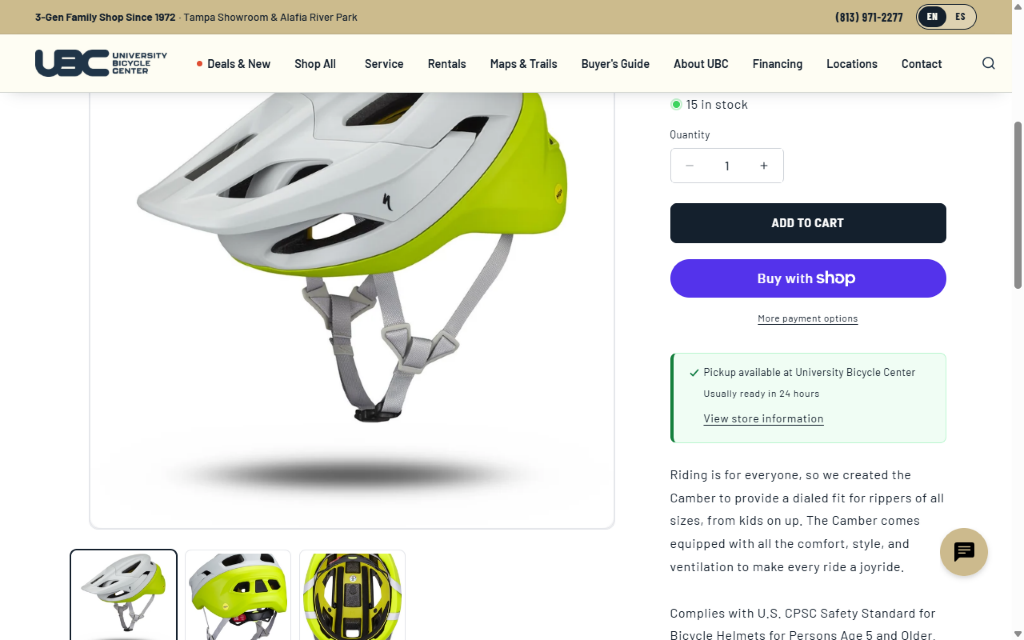 3-Gen Family Shop Since 1972 · Tampa Showroom & Alafia River Park
(813) 971-2277
EN
ES
UBC UNIVERSITY BICYCLE CENTER
Deals & New
Shop All
Service
Rentals
Maps & Trails
Buyer's Guide
About UBC
Financing
Locations
Contact
15 in stock
Quantity
− 1 +
ADD TO CART
Buy with shop
More payment options
Pickup available at University Bicycle Center
Usually ready in 24 hours
View store information
Riding is for everyone, so we created the
Camber to provide a dialed fit for rippers of all
sizes, from kids on up. The Camber comes
equipped with all the comfort, style, and
ventilation to make every ride a joyride.
Complies with U.S. CPSC Safety Standard for
Bicycle Helmets for Persons Age 5 and Older.